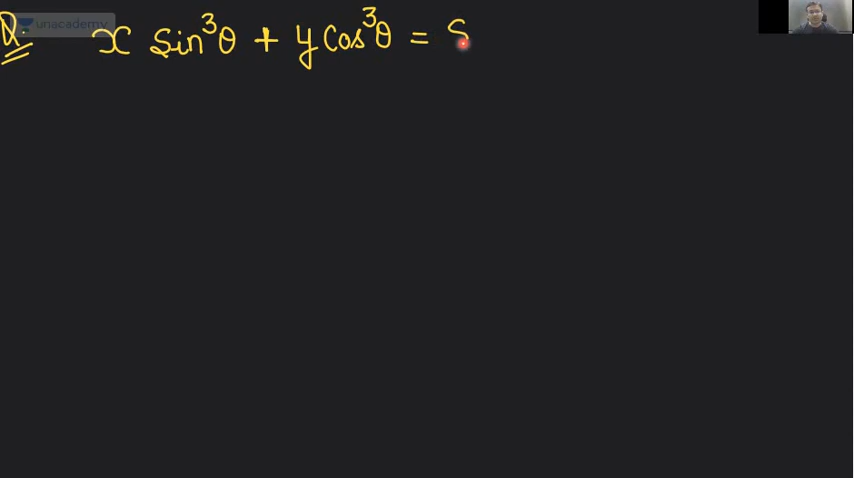 Q. x sin³θ + y cos³θ = S
unacademy